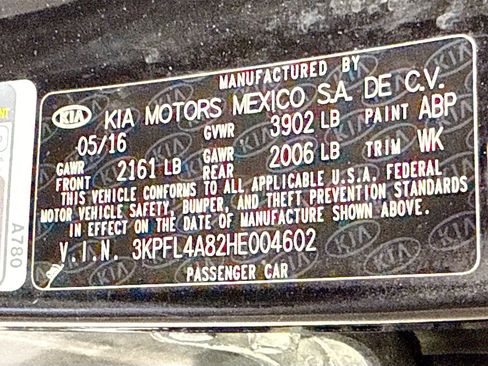 MANUFACTURED BY
KIA KIA MOTORS MEXICO S.A. DE C.V.
05/16 GVWR 3902 LB PAINT ABP
GAWR FRONT 2161 LB GAWR REAR 2006 LB TRIM WK
THIS VEHICLE CONFORMS TO ALL APPLICABLE U.S.A. FEDERAL
MOTOR VEHICLE SAFETY, BUMPER, AND THEFT PREVENTION STANDARDS
IN EFFECT ON THE DATE OF MANUFACTURE SHOWN ABOVE.
V.I.N. 3KPFL4A82HE004602
PASSENGER CAR
A780